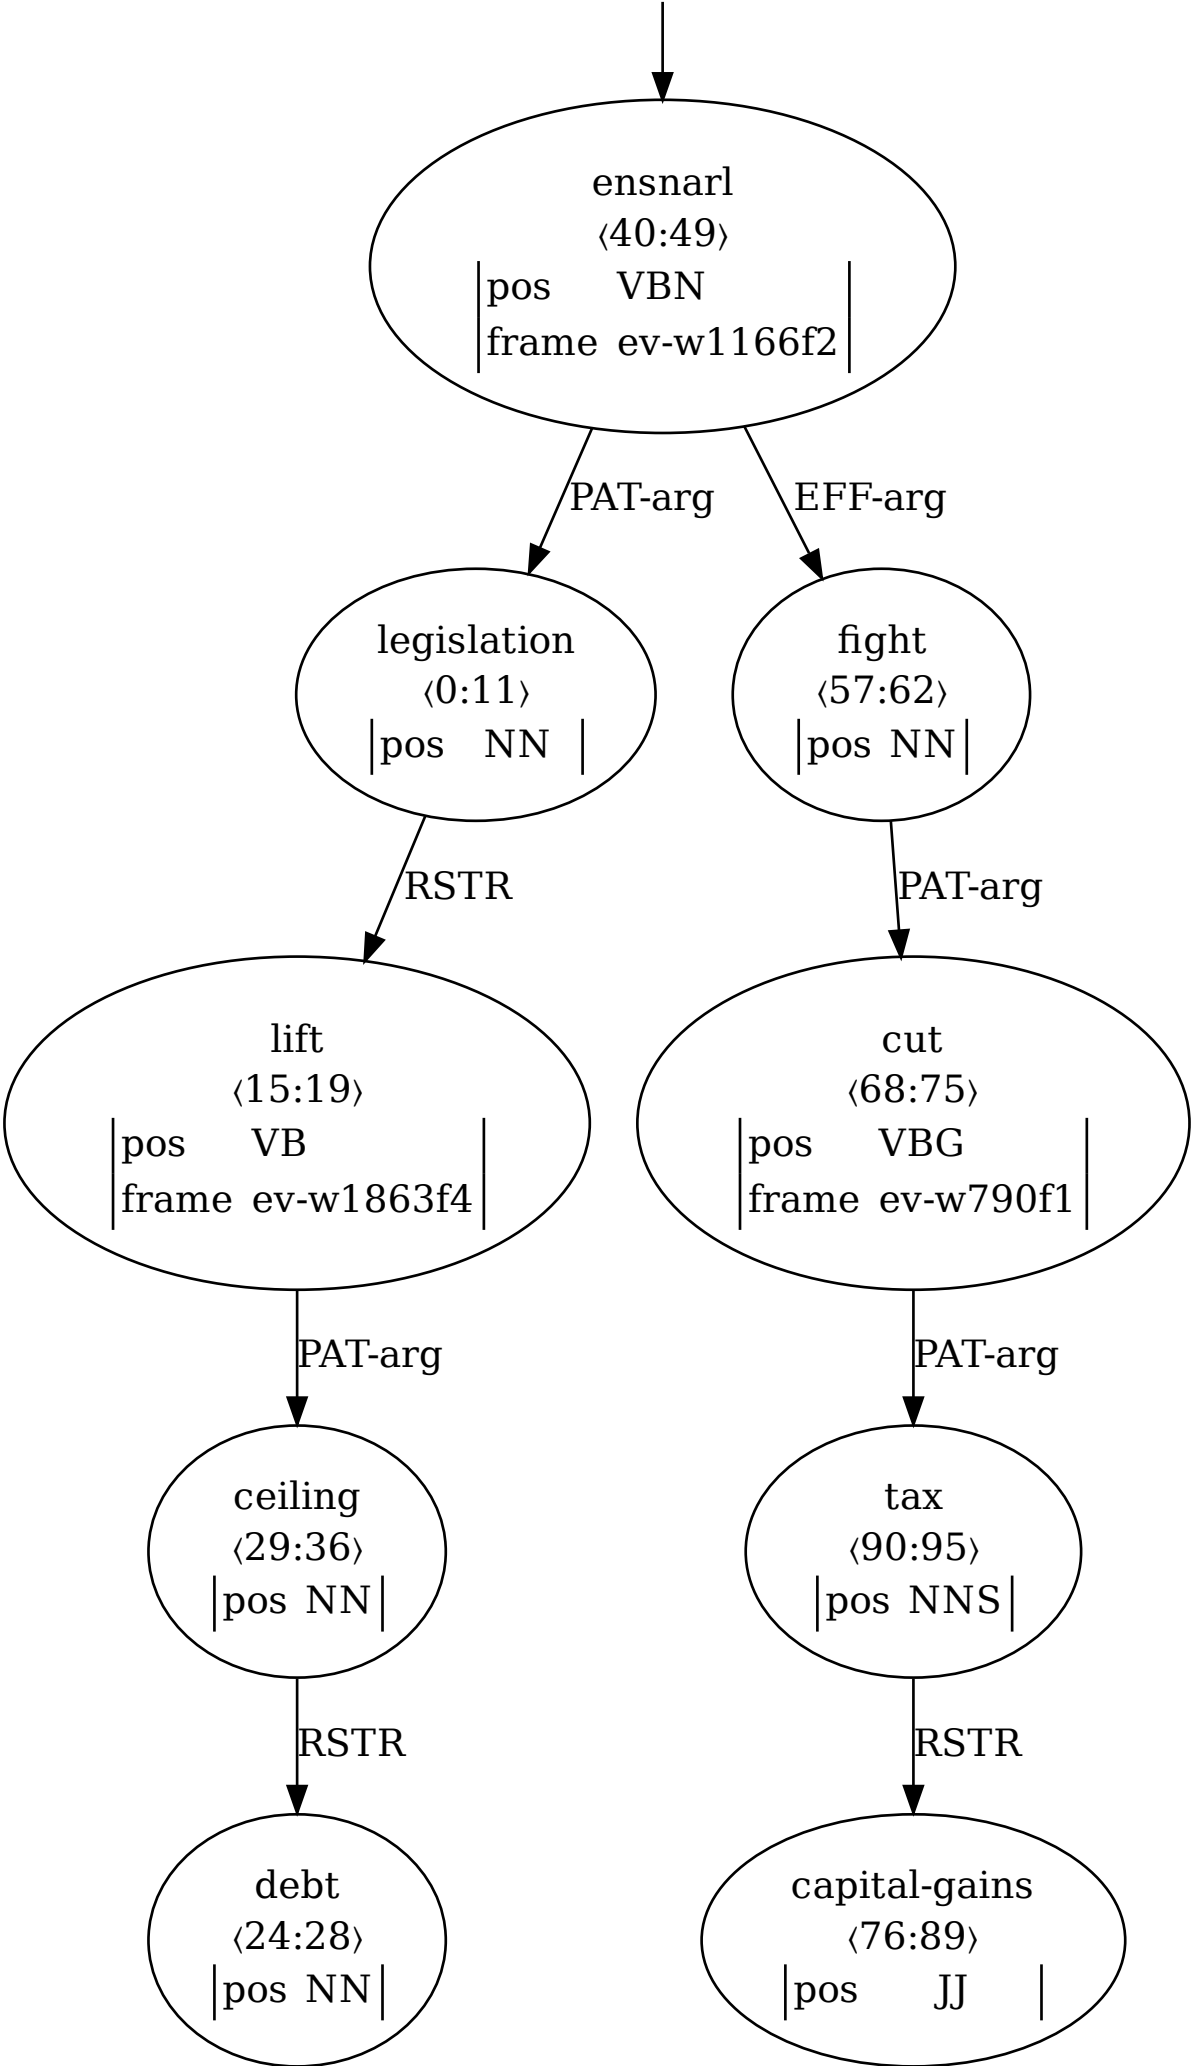 ensnarl
⟨40:49⟩
pos VBN
frame ev-w1166f2
PAT-arg EFF-arg
legislation
⟨0:11⟩
pos NN
fight
⟨57:62⟩
pos NN
RSTR PAT-arg
lift
⟨15:19⟩
pos VB
frame ev-w1863f4
cut
⟨68:75⟩
pos VBG
frame ev-w790f1
PAT-arg PAT-arg
ceiling
⟨29:36⟩
pos NN
tax
⟨90:95⟩
pos NNS
RSTR RSTR
debt
⟨24:28⟩
pos NN
capital-gains
⟨76:89⟩
pos JJ